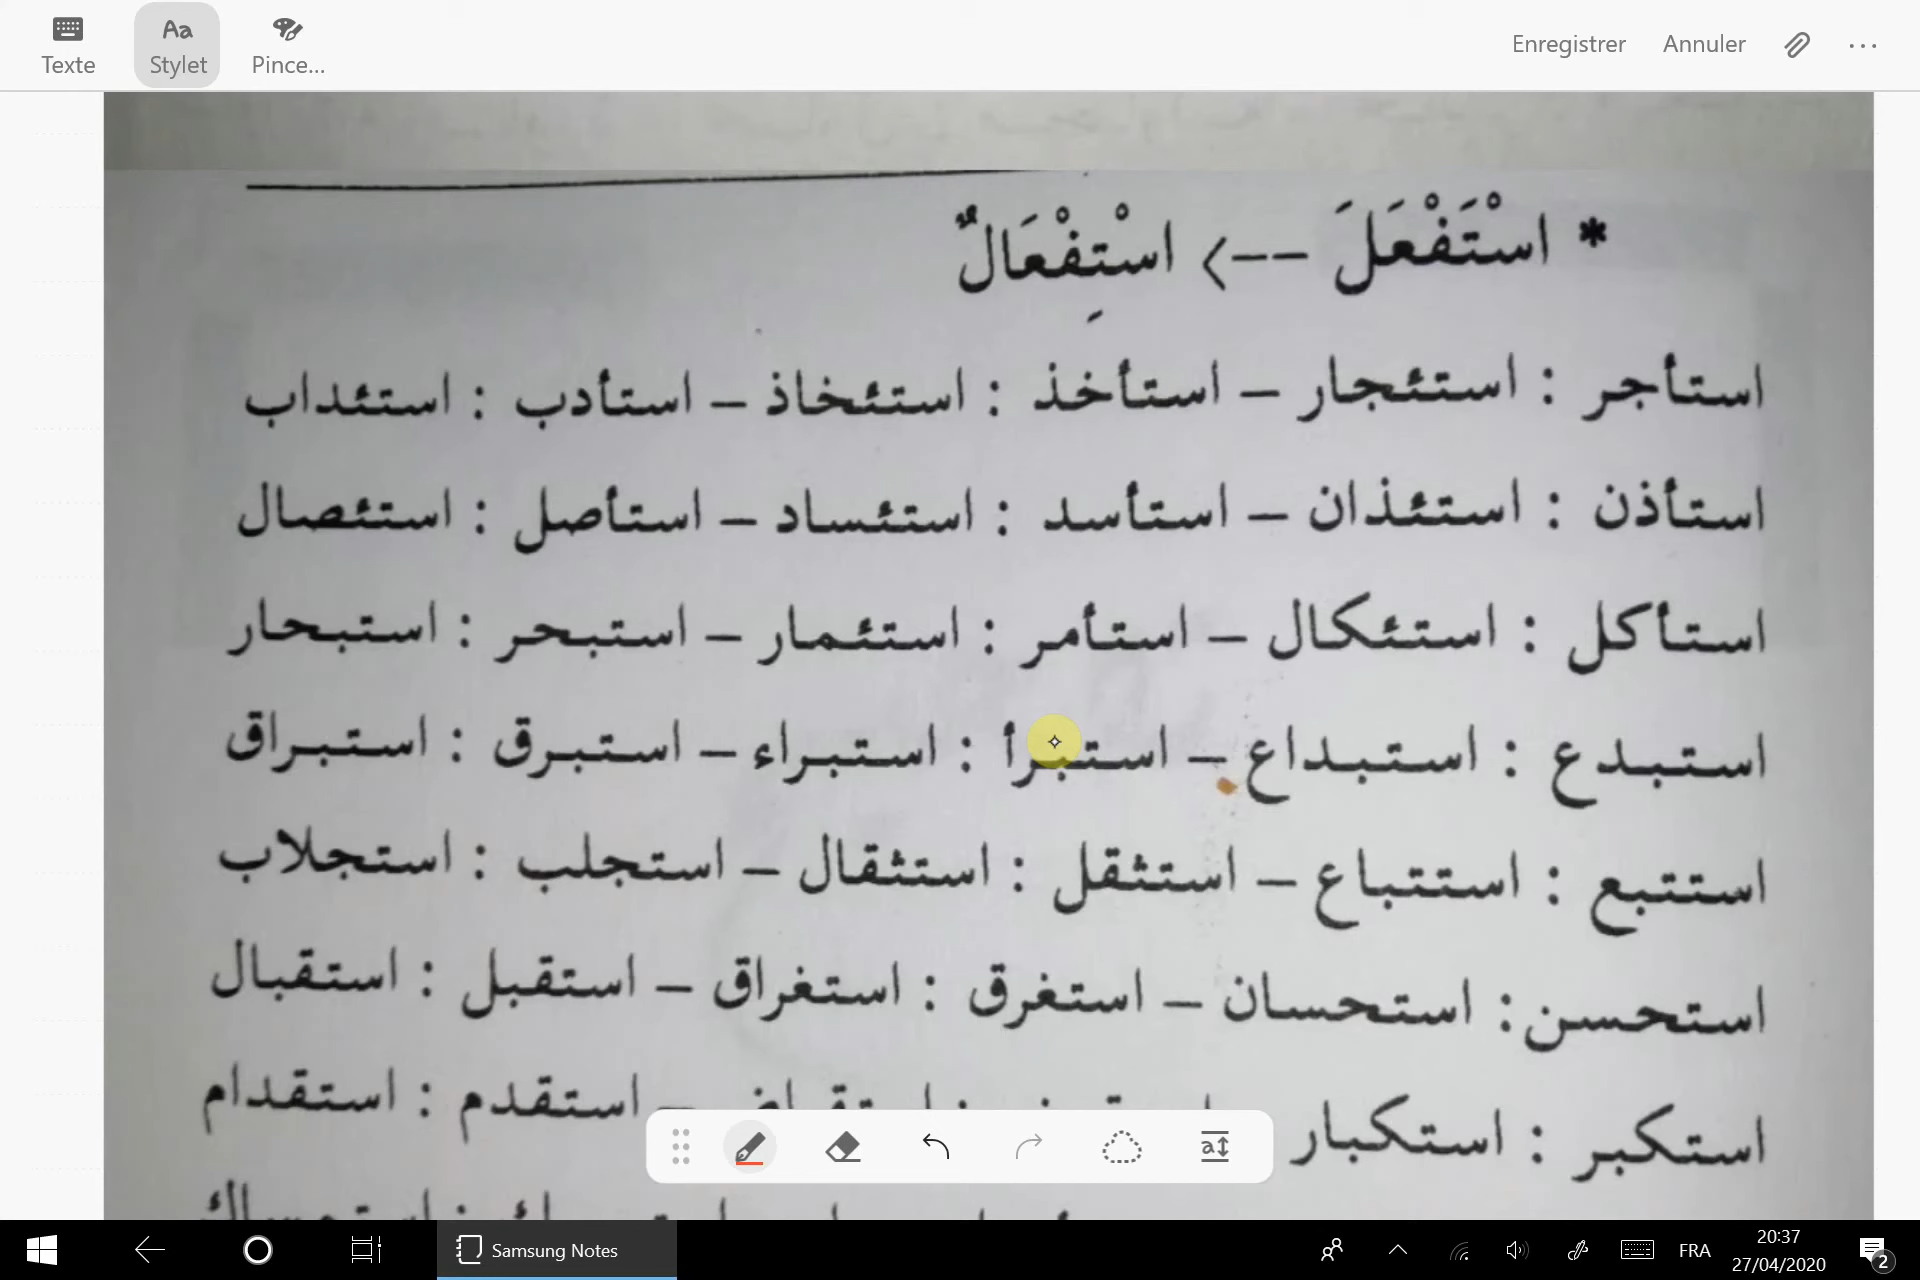 Texte
Stylet
Pince...
Enregistrer Annuler
* اسْتَفْعَلَ --> اسْتِفْعَالٌ
استأجر : استئجار – استأخذ : استئخاذ – استأدب : استئداب
استأذن : استئذان – استأسد : استئساد – استأصل : استئصال
استأكل : استئكال – استأمر : استئمار – استبحر : استبحار
استبدع : استبداع – استبرأ : استبراء – استبرق : استبراق
استتبع : استتباع – استثقل : استثقال – استجلب : استجلاب
استحسن : استحسان – استغرق : استغراق – استقبل : استقبال
استكبر : استكبار استقدم : استقدام
Samsung Notes
FRA
20:37
27/04/2020
2